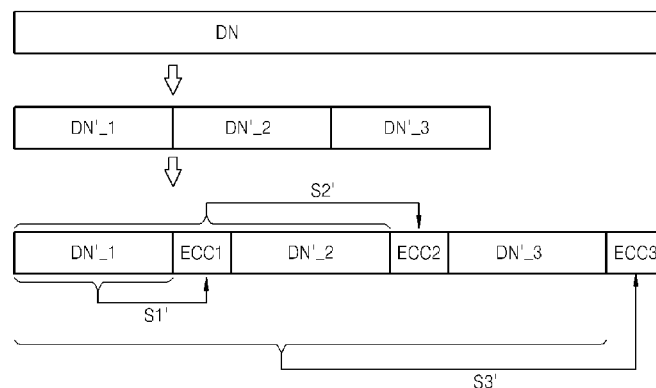 DN
DN'_1 DN'_2 DN'_3
S2'
DN'_1 ECC1 DN'_2 ECC2 DN'_3 ECC3
S1'
S3'